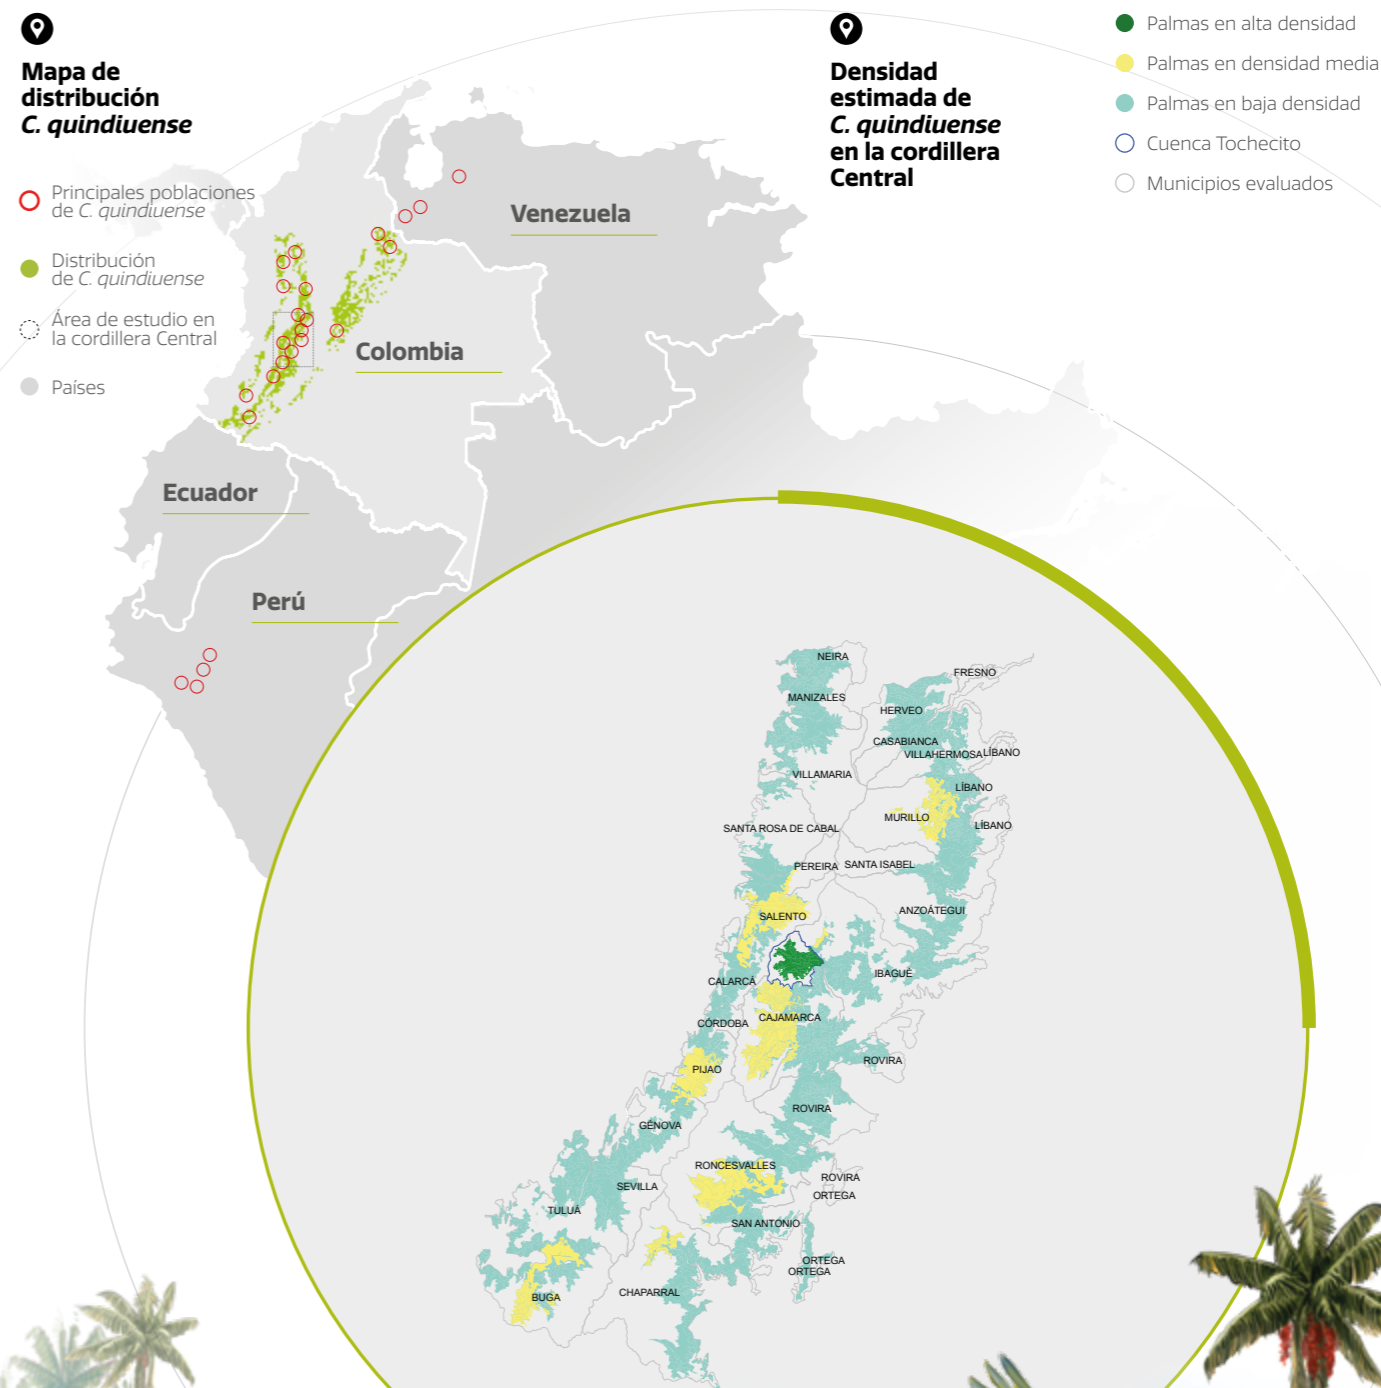 Mapa de
distribución
C. quindiuense
Principales poblaciones
de C. quindiuense
Distribución
de C. quindiuense
Área de estudio en
la cordillera Central
Países
Densidad
estimada de
C. quindiuense
en la cordillera
Central
Palmas en alta densidad
Palmas en densidad media
Palmas en baja densidad
Cuenca Tochecito
Municipios evaluados
Venezuela
Colombia
Ecuador
Perú
NEIRA
FRESNO
MANIZALES
HERVEO
CASABIANCA
VILLAHERMOSA
LÍBANO
VILLAMARIA
LÍBANO
MURILLO
LÍBANO
SANTA ROSA DE CABAL
PEREIRA
SANTA ISABEL
SALENTO
ANZOÁTEGUI
IBAGUÉ
CALARCÁ
CÓRDOBA
CAJAMARCA
ROVIRA
PIJAO
ROVIRA
GÉNOVA
RONCESVALLES
ROVIRA
SEVILLA
ORTEGA
TULUÁ
SAN ANTONIO
ORTEGA
ORTEGA
CHAPARRAL
BUGA